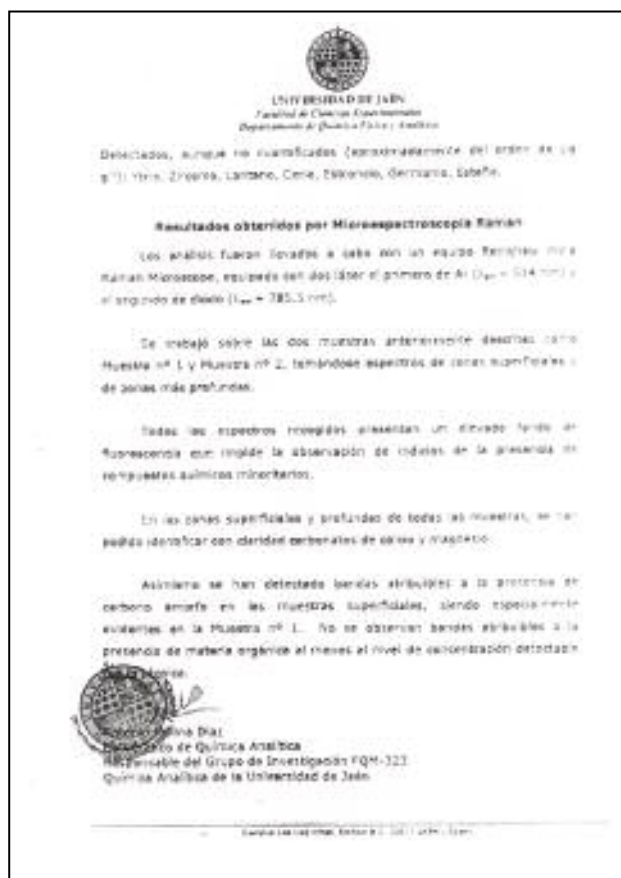 UNIVERSIDAD DE JAÉN
Facultad de Ciencias Experimentales
Departamento de Química Física y Analítica
Detectados, aunque no cuantificados (aproximadamente del orden de
Itrio, Lantano, Cerio, Germanio, Estaño.
Resultados obtenidos por Microespectroscopía Raman
Los análisis fueron llevados a cabo con un equipo Renishaw
Raman Microscope, equipado con dos láser el primero de Ar = 514 nm) y
el segundo de diodo = 785.5 nm).
Se trabajó sobre las dos muestras anteriormente descritas como
Muestra nº 1 y Muestra nº 2, tomándose espectros de zonas superficiales y
de zonas más profundas.
Todos los espectros recogidos presentan un elevado fondo de
fluorescencia que impide la observación de indicios de la presencia de
compuestos químicos minoritarios.
En las zonas superficiales y profundas de todas las muestras, se han
podido identificar con claridad carbonatos de calcio y magnesio.
Asimismo se han detectado bandas atribuibles a la presencia de
carbono amorfo en las muestras superficiales, siendo especialmente
evidentes en la Muestra nº 1. No se observan bandas atribuibles a la
presencia de materia orgánica al menos al nivel de concentración detectable
Molina Díaz
de Química Analítica
Responsable del Grupo de Investigación FQM-323
Química Analítica de la Universidad de Jaén